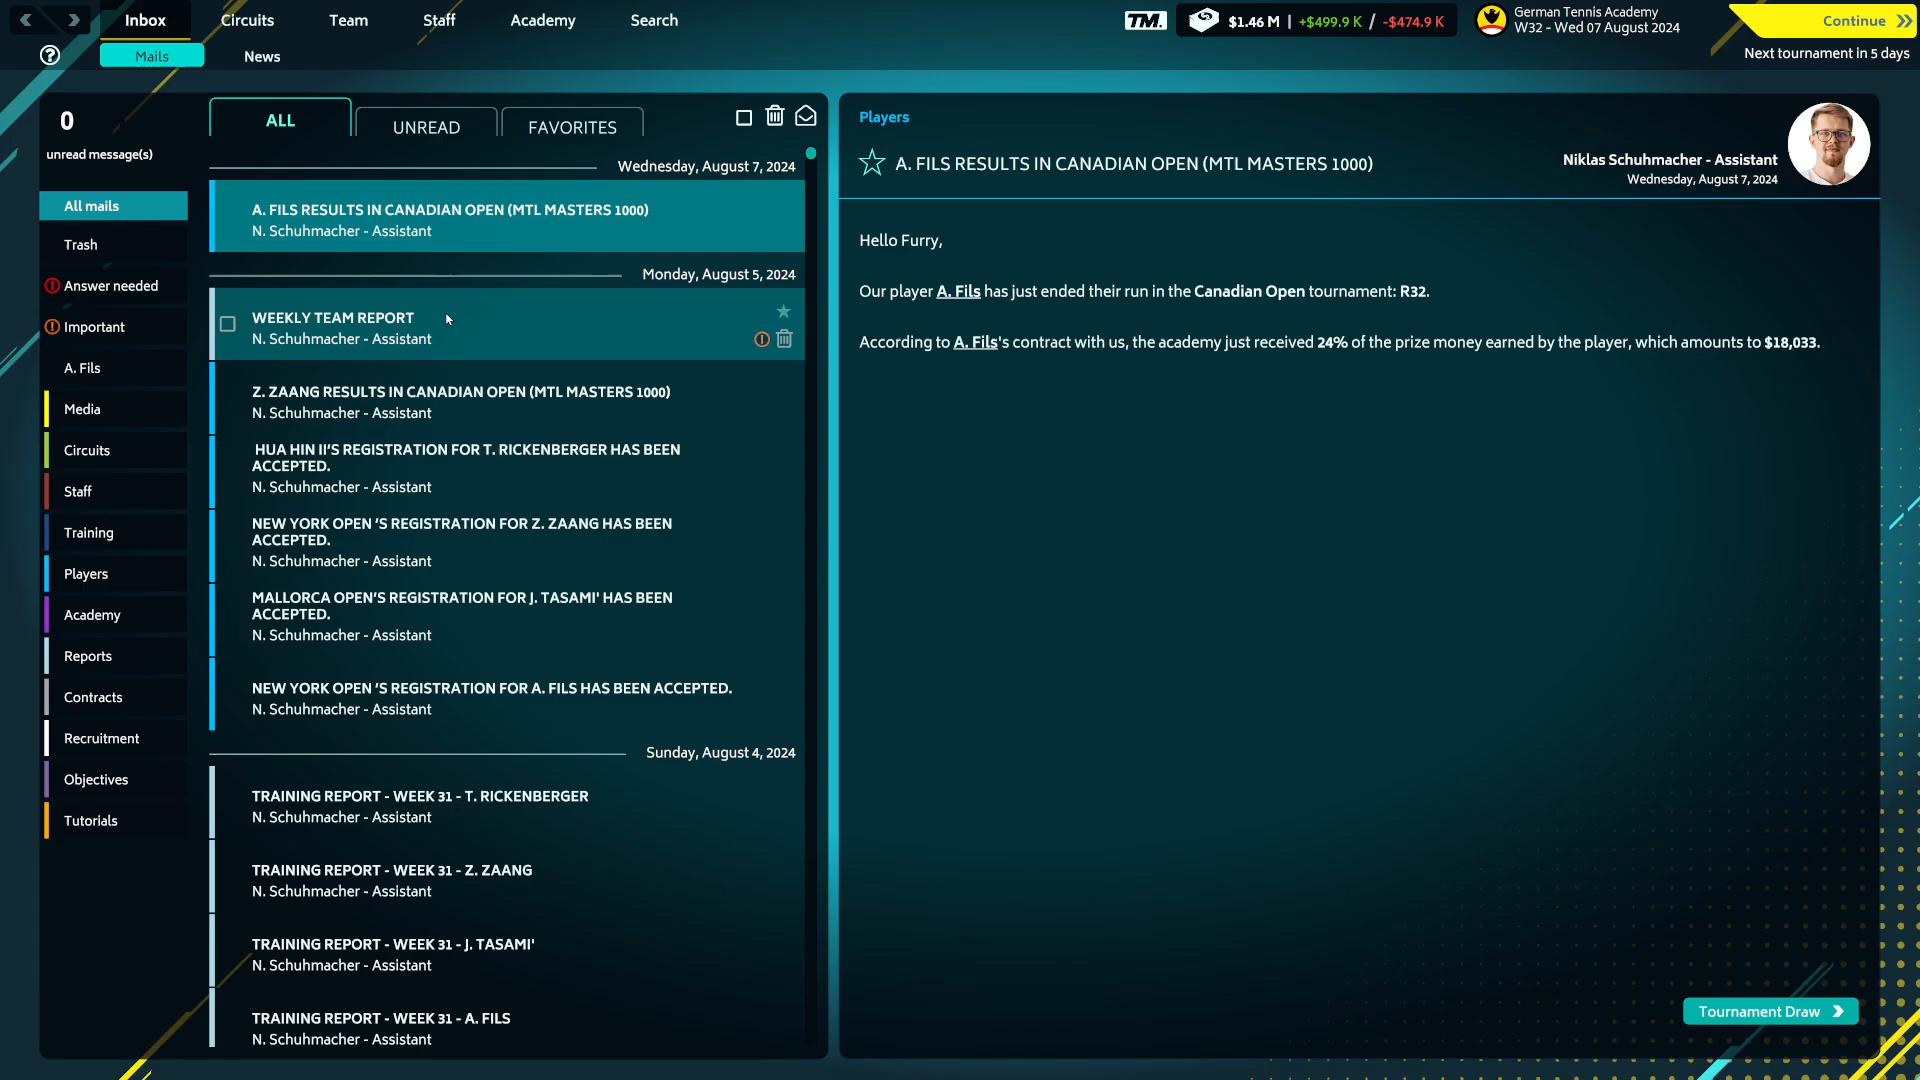 Inbox
Circuits
Team
Staff
Academy
Search
TM.
$1.46 M | +$499.9 K / -$474.9 K
German Tennis Academy
W32 - Wed 07 August 2024
Continue
Next tournament in 5 days
Mails
News
0
unread message(s)
All mails
Trash
Answer needed
Important
A. Fils
Media
Circuits
Staff
Training
Players
Academy
Reports
Contracts
Recruitment
Objectives
Tutorials
ALL
UNREAD
FAVORITES
Wednesday, August 7, 2024
A. FILS RESULTS IN CANADIAN OPEN (MTL MASTERS 1000)
N. Schuhmacher - Assistant
Monday, August 5, 2024
WEEKLY TEAM REPORT
N. Schuhmacher - Assistant
Z. ZAANG RESULTS IN CANADIAN OPEN (MTL MASTERS 1000)
N. Schuhmacher - Assistant
HUA HIN II'S REGISTRATION FOR T. RICKENBERGER HAS BEEN
ACCEPTED.
N. Schuhmacher - Assistant
NEW YORK OPEN 'S REGISTRATION FOR Z. ZAANG HAS BEEN
ACCEPTED.
N. Schuhmacher - Assistant
MALLORCA OPEN'S REGISTRATION FOR J. TASAMI' HAS BEEN
ACCEPTED.
N. Schuhmacher - Assistant
NEW YORK OPEN 'S REGISTRATION FOR A. FILS HAS BEEN ACCEPTED.
N. Schuhmacher - Assistant
Sunday, August 4, 2024
TRAINING REPORT - WEEK 31 - T. RICKENBERGER
N. Schuhmacher - Assistant
TRAINING REPORT - WEEK 31 - Z. ZAANG
N. Schuhmacher - Assistant
TRAINING REPORT - WEEK 31 - J. TASAMI'
N. Schuhmacher - Assistant
TRAINING REPORT - WEEK 31 - A. FILS
N. Schuhmacher - Assistant
Players
A. FILS RESULTS IN CANADIAN OPEN (MTL MASTERS 1000)
Niklas Schuhmacher - Assistant
Wednesday, August 7, 2024
Hello Furry,
Our player A. Fils has just ended their run in the Canadian Open tournament: R32.
According to A. Fils's contract with us, the academy just received 24% of the prize money earned by the player, which amounts to $18,033.
Tournament Draw